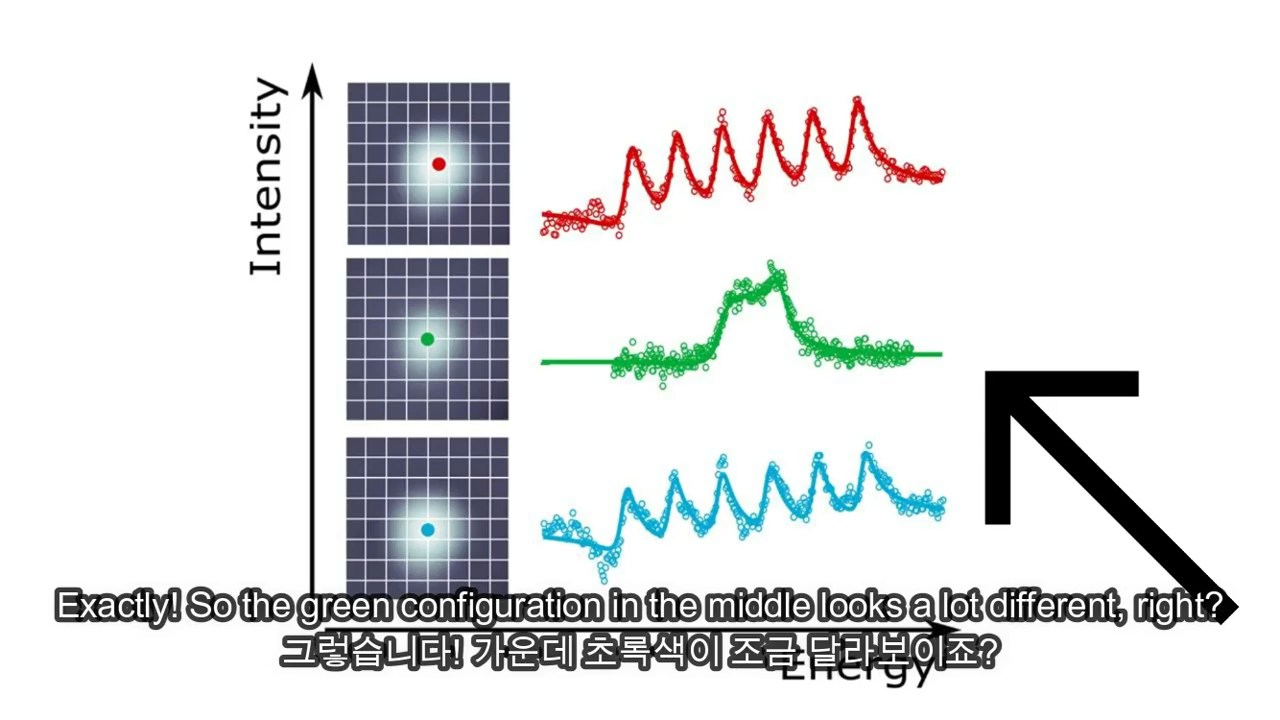 Intensity
Exactly! So the green configuration in the middle looks a lot different, right?
그렇습니다! 가운데 초록색이 조금 달라보이죠?
Energy